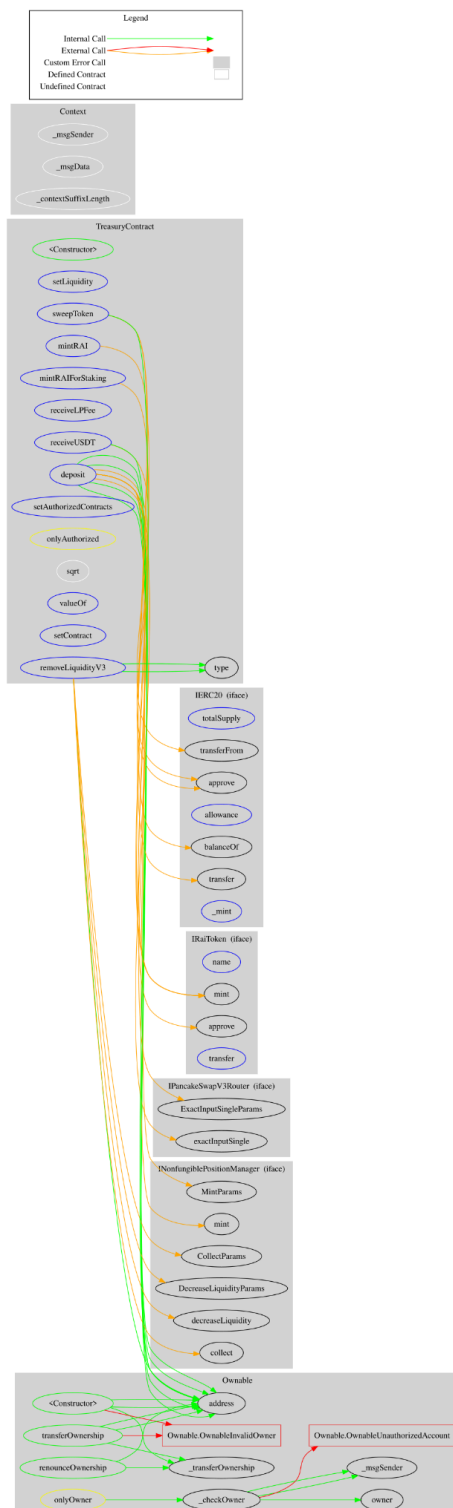 Legend
Internal Call
External Call
Custom Error Call
Defined Contract
Undefined Contract
Context
_msgSender
_msgData
_contextSuffixLength
TreasuryContract
<Constructor>
setLiquidity
sweepToken
mintRAI
mintRAIForStaking
receiveLPFee
receiveUSDT
deposit
setAuthorizedContracts
onlyAuthorized
sqrt
valueOf
setContract
removeLiquidityV3
type
IERC20 (iface)
totalSupply
transferFrom
approve
allowance
balanceOf
transfer
_mint
IRaiToken (iface)
name
mint
approve
transfer
IPancakeSwapV3Router (iface)
ExactInputSingleParams
exactInputSingle
INonfungiblePositionManager (iface)
MintParams
mint
CollectParams
DecreaseLiquidityParams
decreaseLiquidity
collect
Ownable
<Constructor>
address
transferOwnership
Ownable.OwnableInvalidOwner
Ownable.OwnableUnauthorizedAccount
renounceOwnership
_transferOwnership
_msgSender
onlyOwner
_checkOwner
owner